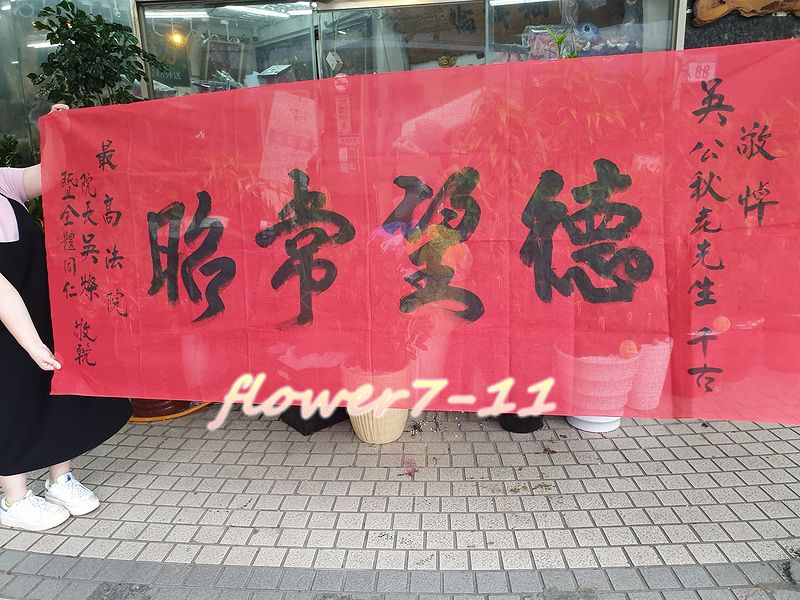 敬悼
吳公秋老先生 千古
德望常昭
最高法院
院長吳燦
暨全體同仁 敬輓
flower7-11